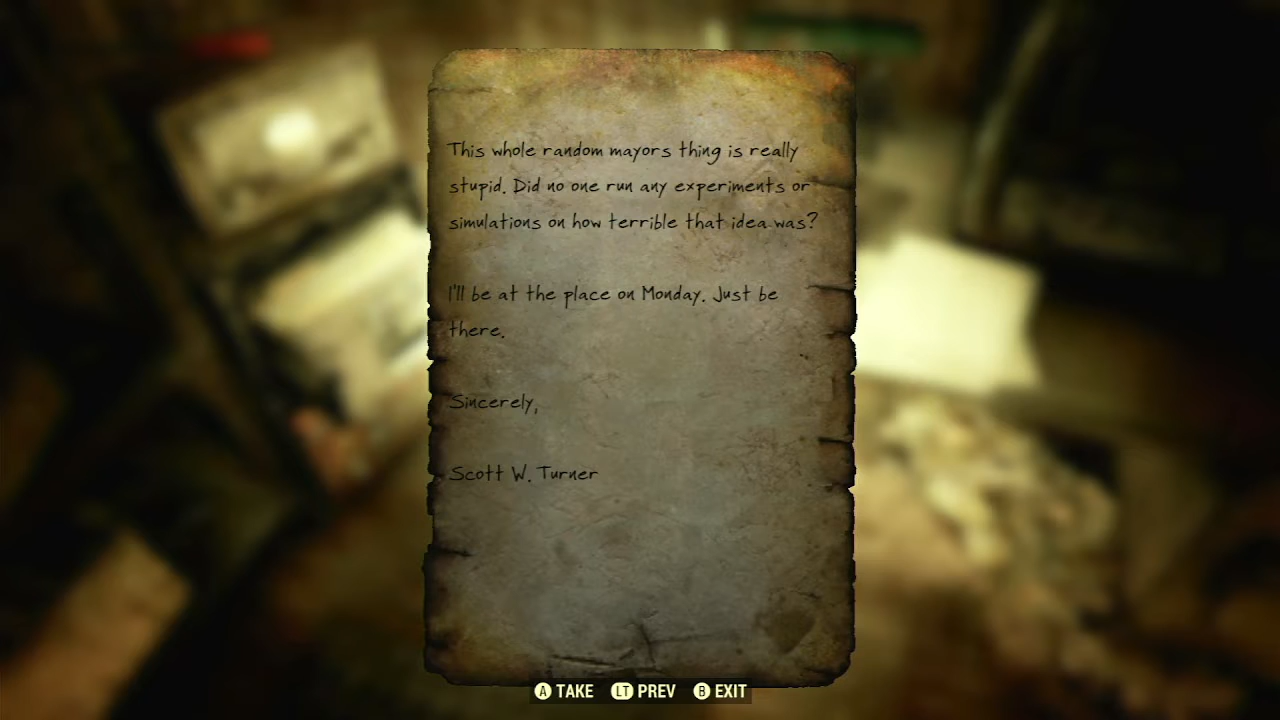 This whole random mayors thing is really
stupid. Did no one run any experiments or
simulations on how terrible that idea was?
I'll be at the place on Monday. Just be
there.
Sincerely,
Scott W. Turner
A TAKE LT PREV B EXIT